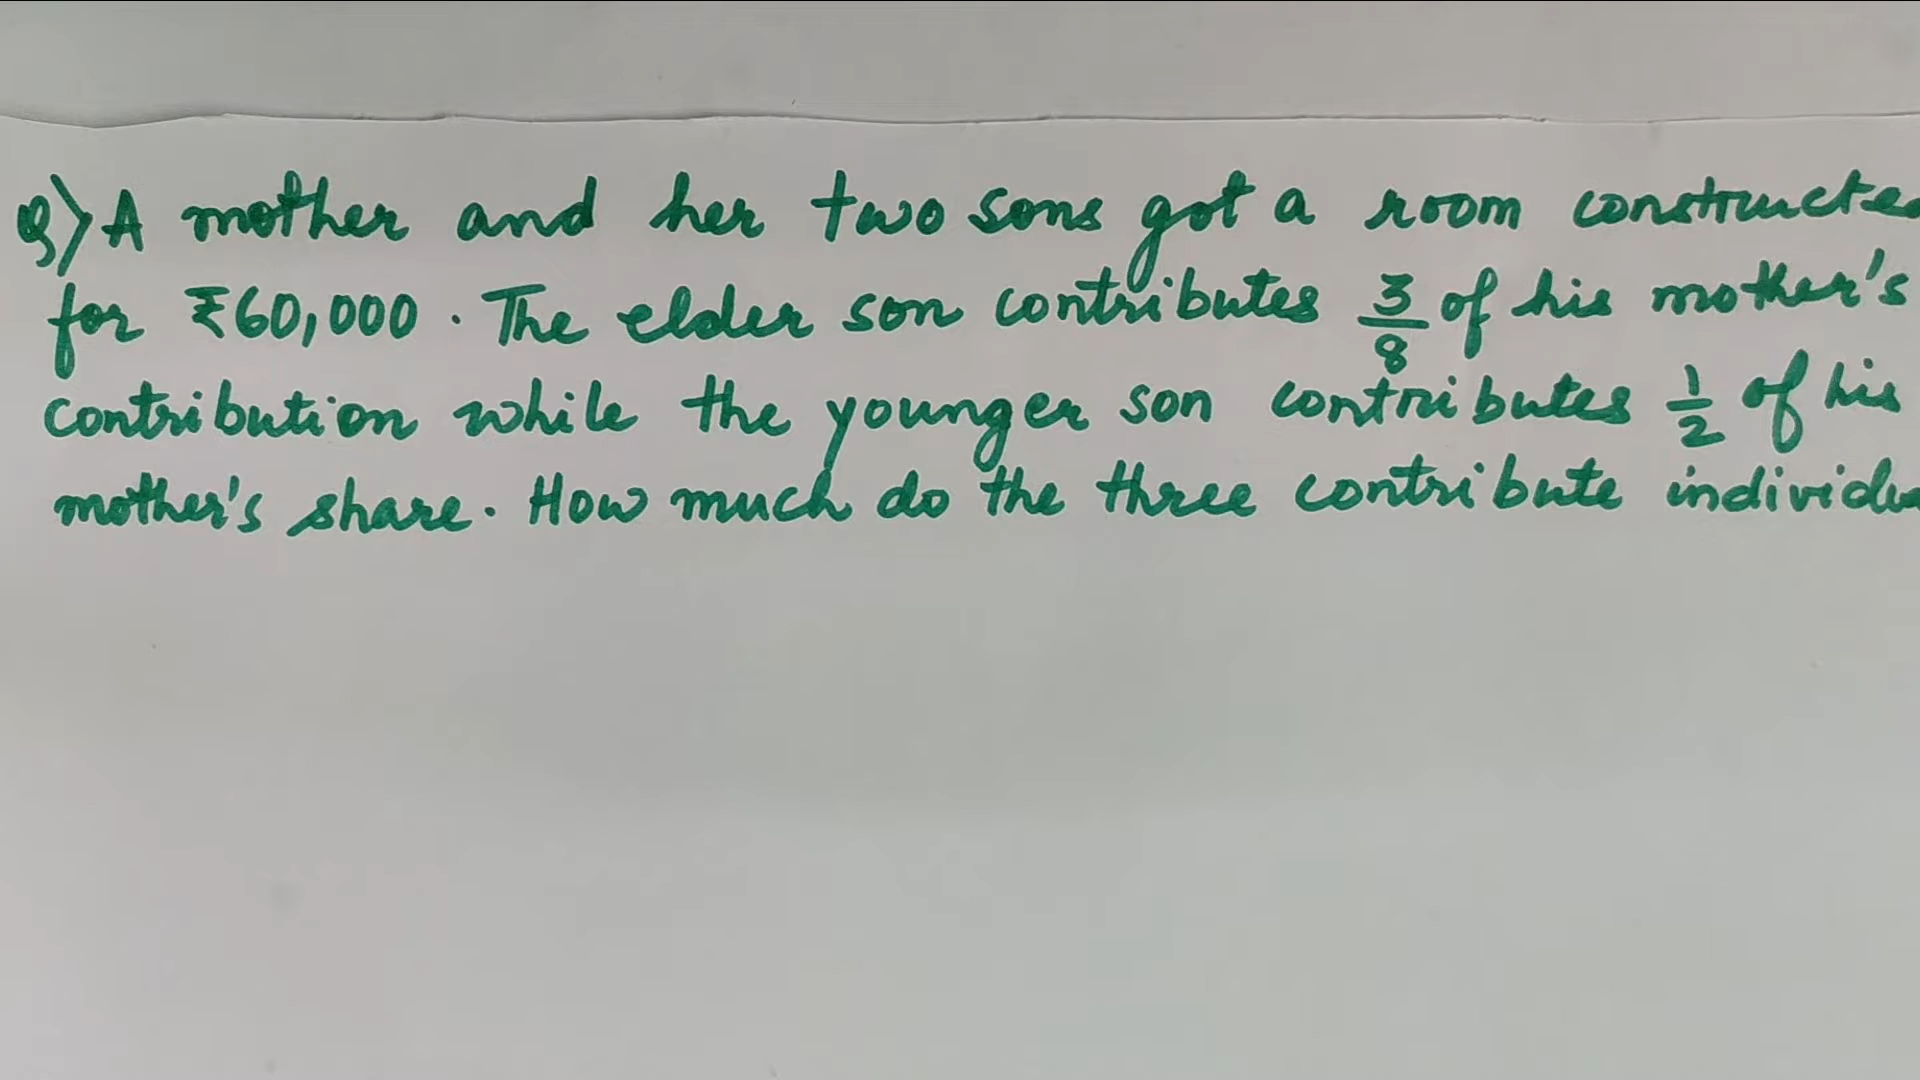 Q) A mother and her two sons got a room constructe
for ₹60,000. The elder son contributes 3/8 of his mother's
contribution while the younger son contributes 1/2 of his
mother's share. How much do the three contribute individu